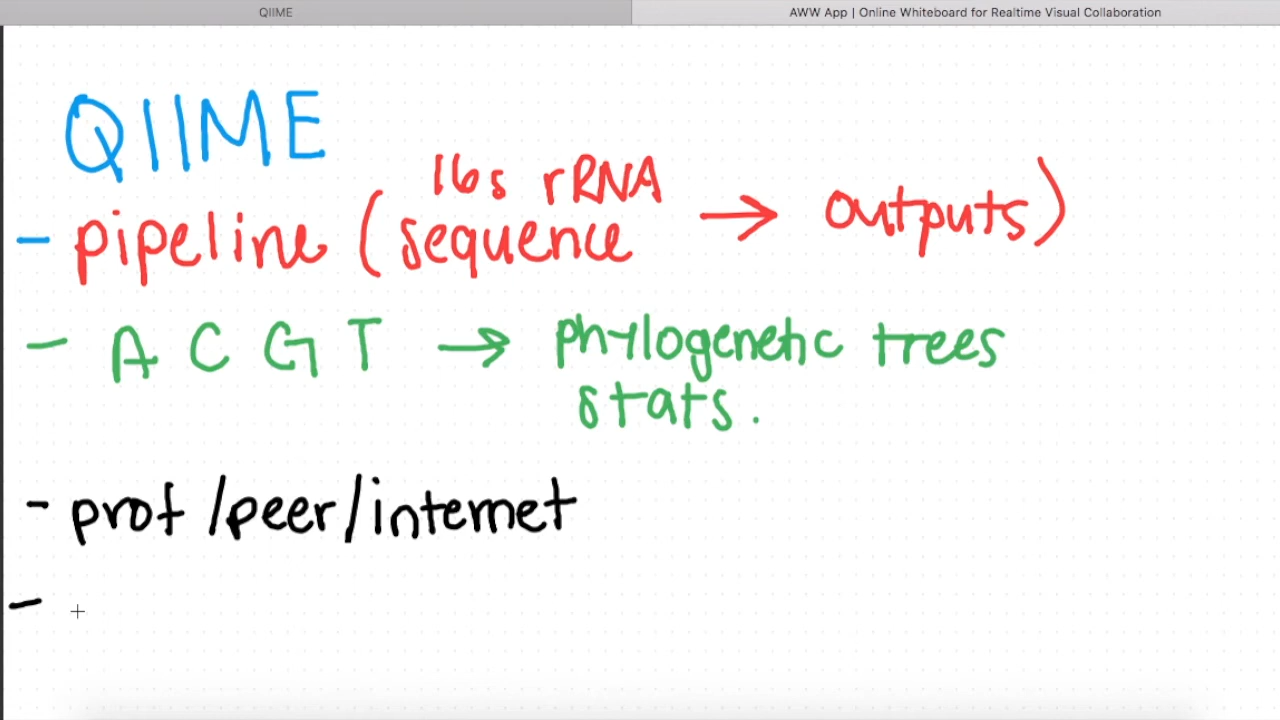 QIIME
AWW App | Online Whiteboard for Realtime Visual Collaboration
QIIME
16s rRNA
- pipeline (sequence → outputs)
- A C G T → phylogenetic trees
stats.
- prof/peer/internet
-